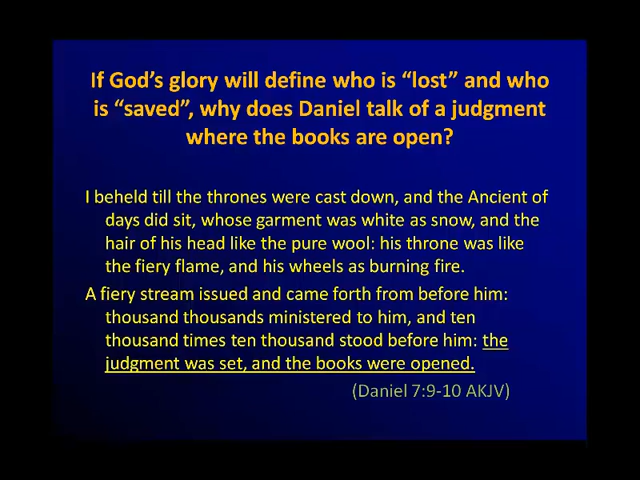 If God's glory will define who is “lost” and who
is “saved”, why does Daniel talk of a judgment
where the books are open?
I beheld till the thrones were cast down, and the Ancient of
days did sit, whose garment was white as snow, and the
hair of his head like the pure wool: his throne was like
the fiery flame, and his wheels as burning fire.
A fiery stream issued and came forth from before him:
thousand thousands ministered to him, and ten
thousand times ten thousand stood before him: the
judgment was set, and the books were opened.
(Daniel 7:9-10 AKJV)